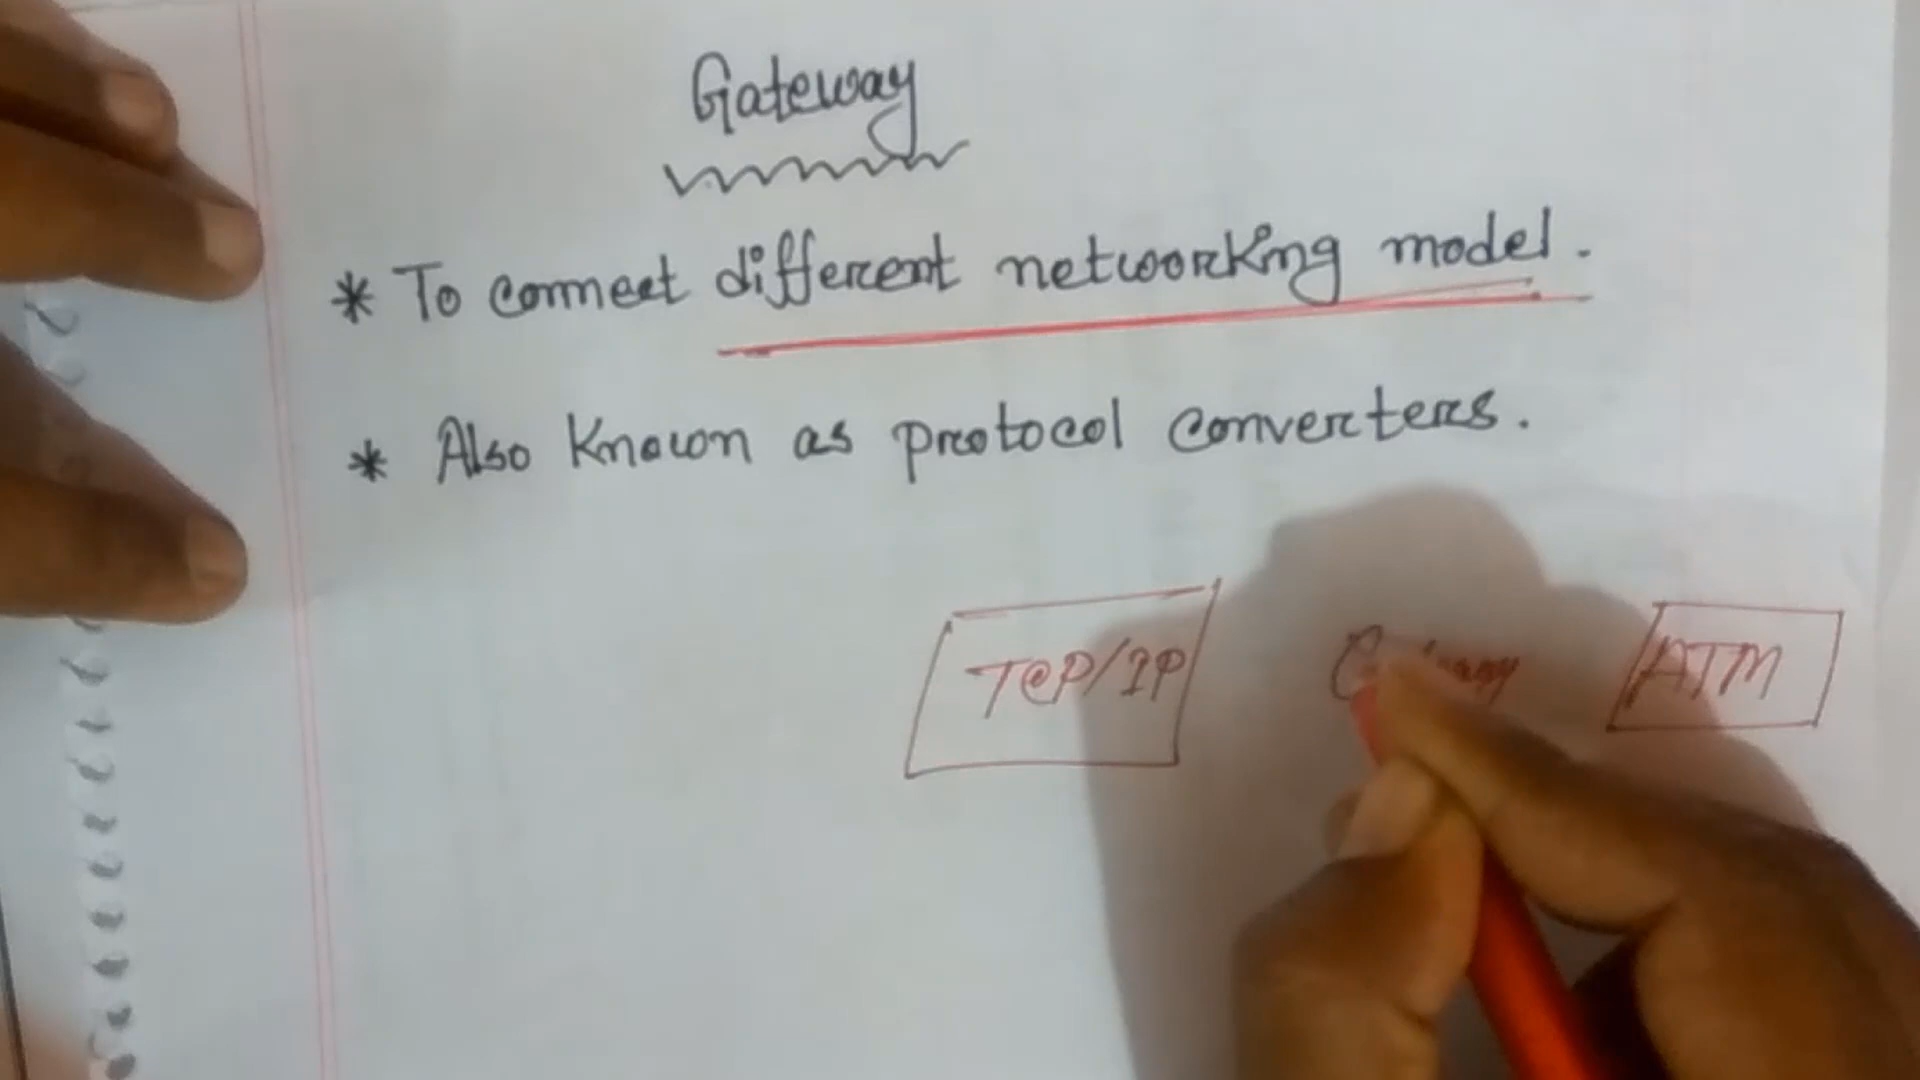 Gateway
* To connect different networking model.
* Also Known as protocol converters.
TCP/IP
ATM